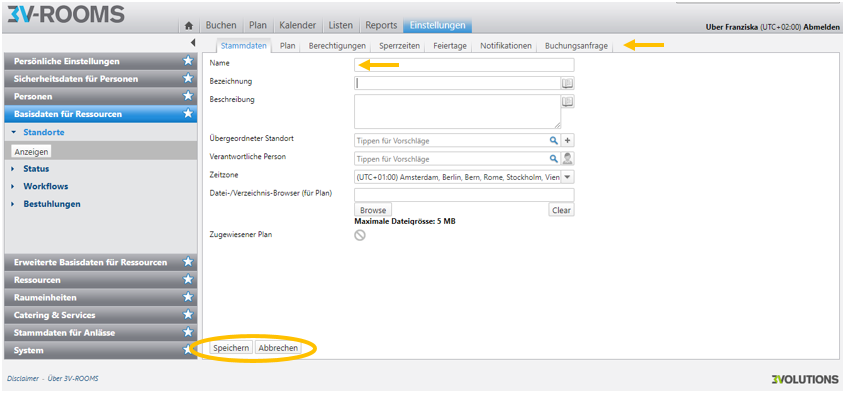 3V-ROOMS
Buchen Plan Kalender Listen Reports Einstellungen
Uber Franziska (UTC+02:00) Abmelden
Stammdaten Plan Berechtigungen Sperrzeiten Feiertage Notifikationen Buchungsanfrage
Persönliche Einstellungen
Sicherheitsdaten für Personen
Personen
Basisdaten für Ressourcen
Standorte
Anzeigen
Status
Workflows
Bestuhlungen
Erweiterte Basisdaten für Ressourcen
Ressourcen
Raumeinheiten
Catering & Services
Stammdaten für Anlässe
System
Name
Bezeichnung
Beschreibung
Übergeordneter Standort Tippen für Vorschläge
Verantwortliche Person Tippen für Vorschläge
Zeitzone (UTC+01:00) Amsterdam, Berlin, Bern, Rome, Stockholm, Vien
Datei-/Verzeichnis-Browser (für Plan)
Browse Clear
Maximale Dateigrösse: 5 MB
Zugewiesener Plan
Speichern Abbrechen
Disclaimer - Über 3V-ROOMS
3VOLUTIONS